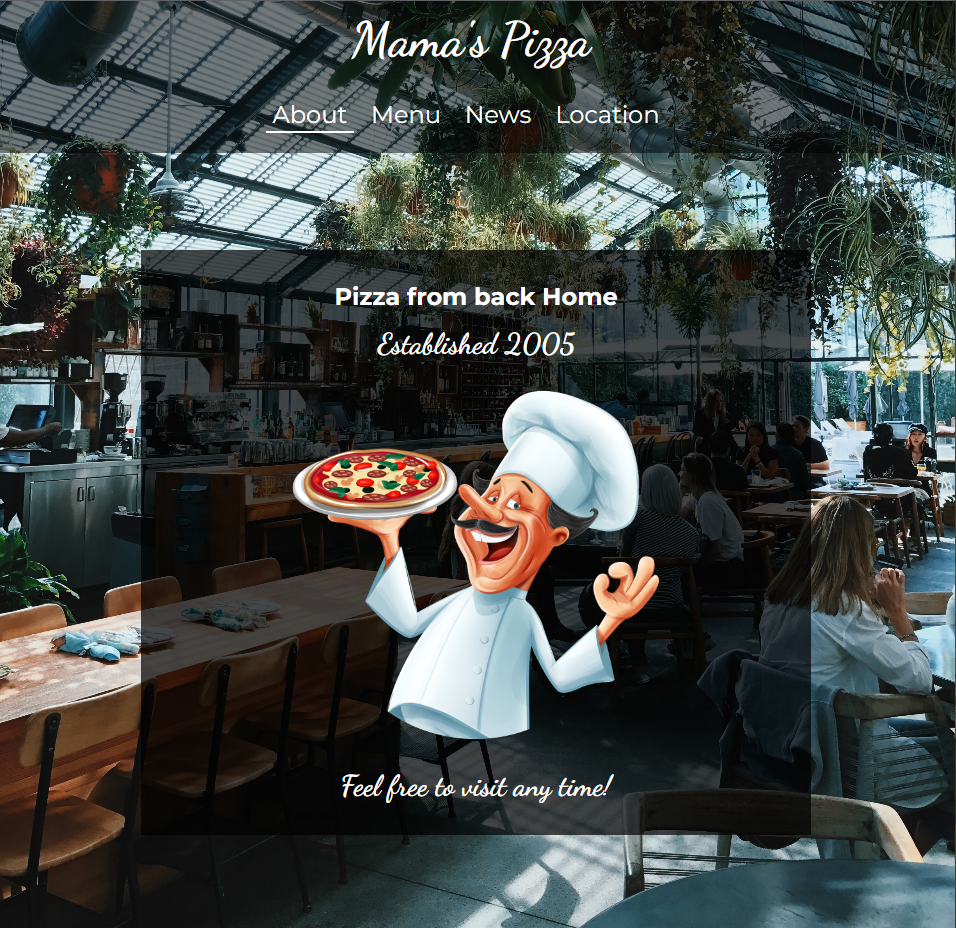 Mama's Pizza
About Menu News Location
Pizza from back Home
Established 2005
Feel free to visit any time!